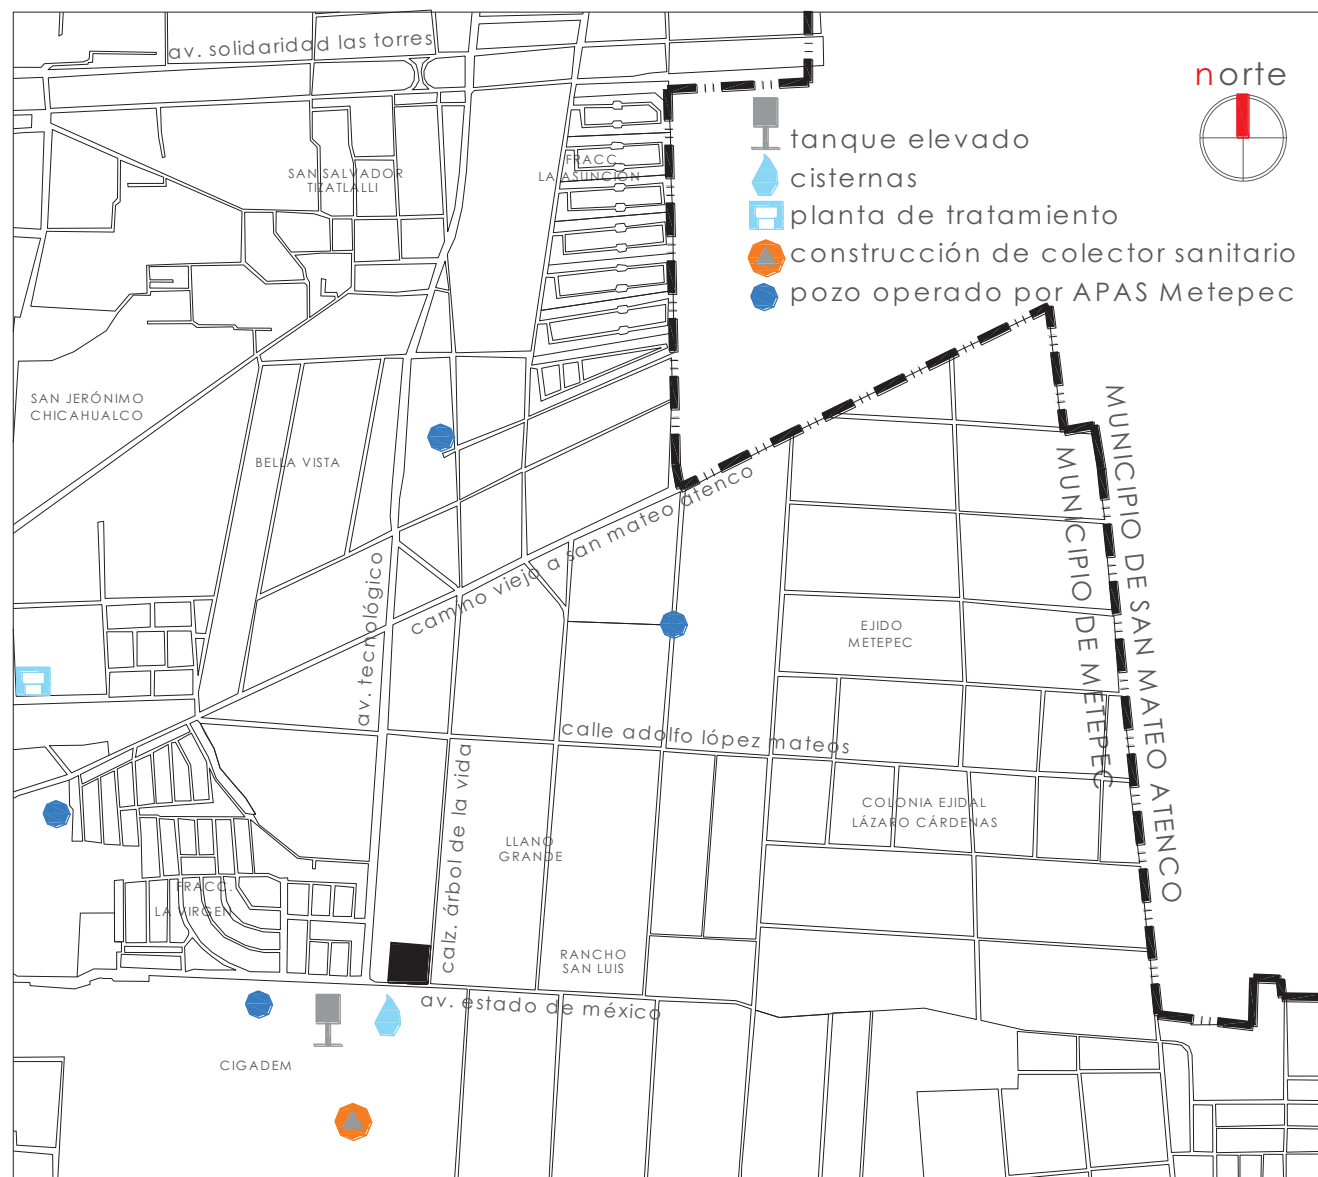 av. solidaridad las torres
norte
tanque elevado
cisternas
planta de tratamiento
construcción de colector sanitario
pozo operado por APAS Metepec
SAN SALVADOR
TIZATLALLI
FRACC.
LA ASUNCIÓN
SAN JERÓNIMO
CHICAHUALCO
BELLA VISTA
MUNICIPIO DE SAN MATEO ATENCO
MUNICIPIO DE METEPEC
camino viejo a san mateo atenco
av. tecnológico
EJIDO
METEPEC
calle adolfo lópez mateos
calz. árbol de la vida
COLONIA EJIDAL
LÁZARO CÁRDENAS
LLANO
GRANDE
FRACC.
LA VIRGEN
RANCHO
SAN LUIS
av. estado de méxico
CIGADEM